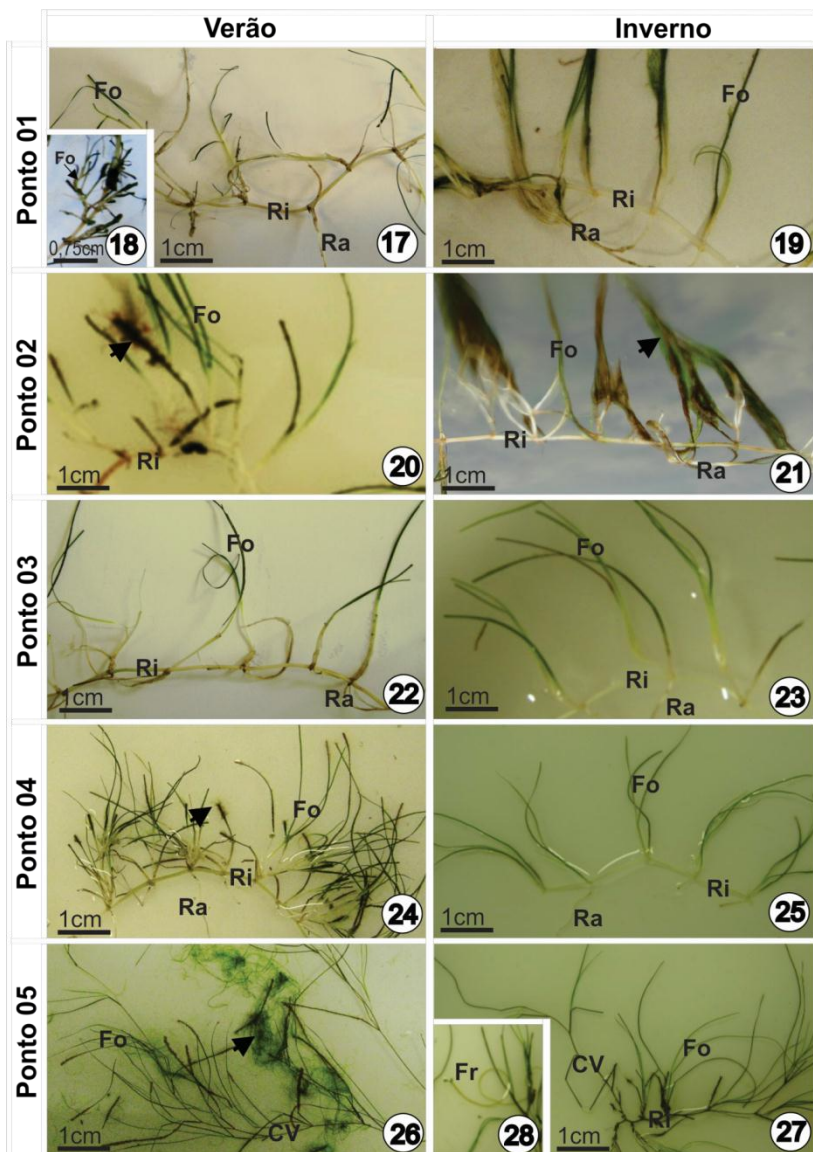 Verão Inverno
Ponto 01
Fo
Fo
0,75cm
18
Ri
Ra
1cm
17
Fo
Ri
Ra
1cm
19
Ponto 02
Fo
Ri
1cm
20
Fo
Ri
Ra
1cm
21
Ponto 03
Fo
Ri
Ra
1cm
22
Fo
Ri
Ra
1cm
23
Ponto 04
Fo
Ri
Ra
1cm
24
Fo
Ri
Ra
1cm
25
Ponto 05
Fo
CV
1cm
26
Fr
28
CV
Fo
Ri
1cm
27